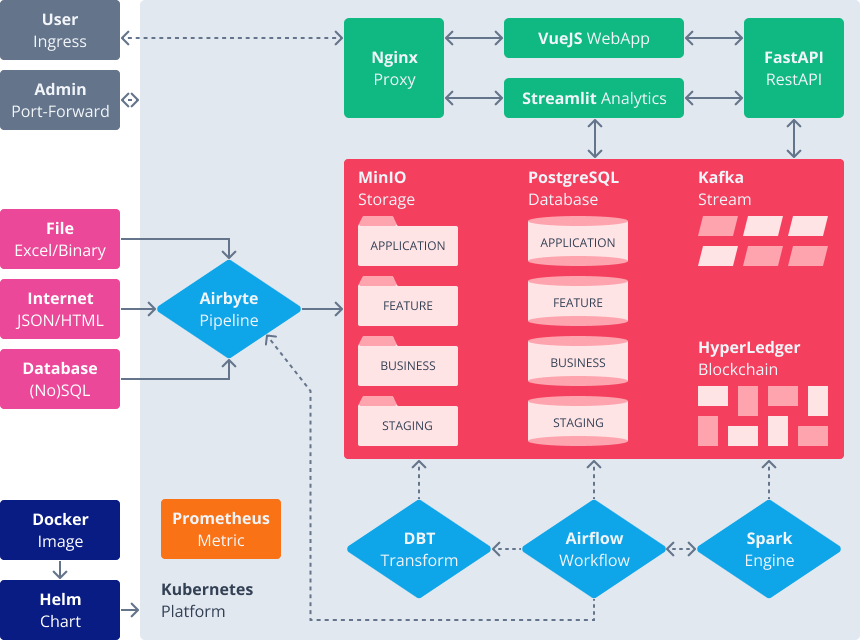 User
Ingress
Admin
Port-Forward
Nginx
Proxy
VueJS WebApp
Streamlit Analytics
FastAPI
RestAPI
File
Excel/Binary
Internet
JSON/HTML
Database
(No)SQL
Airbyte
Pipeline
MinIO
Storage
APPLICATION
FEATURE
BUSINESS
STAGING
PostgreSQL
Database
APPLICATION
FEATURE
BUSINESS
STAGING
Kafka
Stream
HyperLedger
Blockchain
Docker
Image
Helm
Chart
Prometheus
Metric
Kubernetes
Platform
DBT
Transform
Airflow
Workflow
Spark
Engine